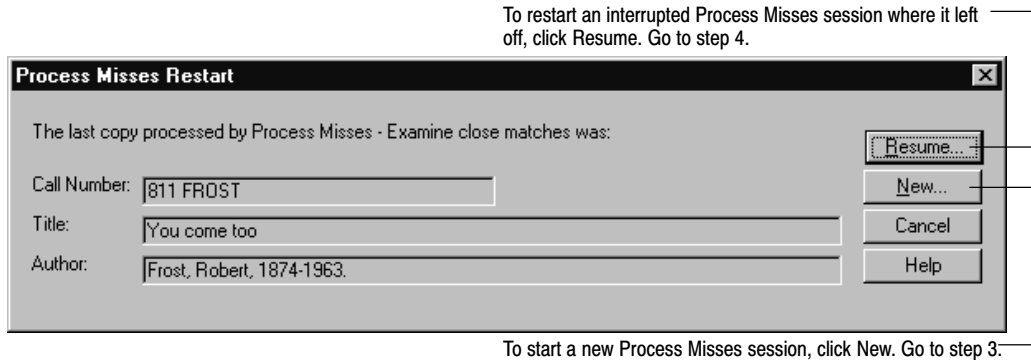 To restart an interrupted Process Misses session where it left
off, click Resume. Go to step 4.
Process Misses Restart
The last copy processed by Process Misses - Examine close matches was:
Resume...
Call Number: 811 FROST
New...
Title: You come too
Cancel
Author: Frost, Robert, 1874-1963.
Help
To start a new Process Misses session, click New. Go to step 3.